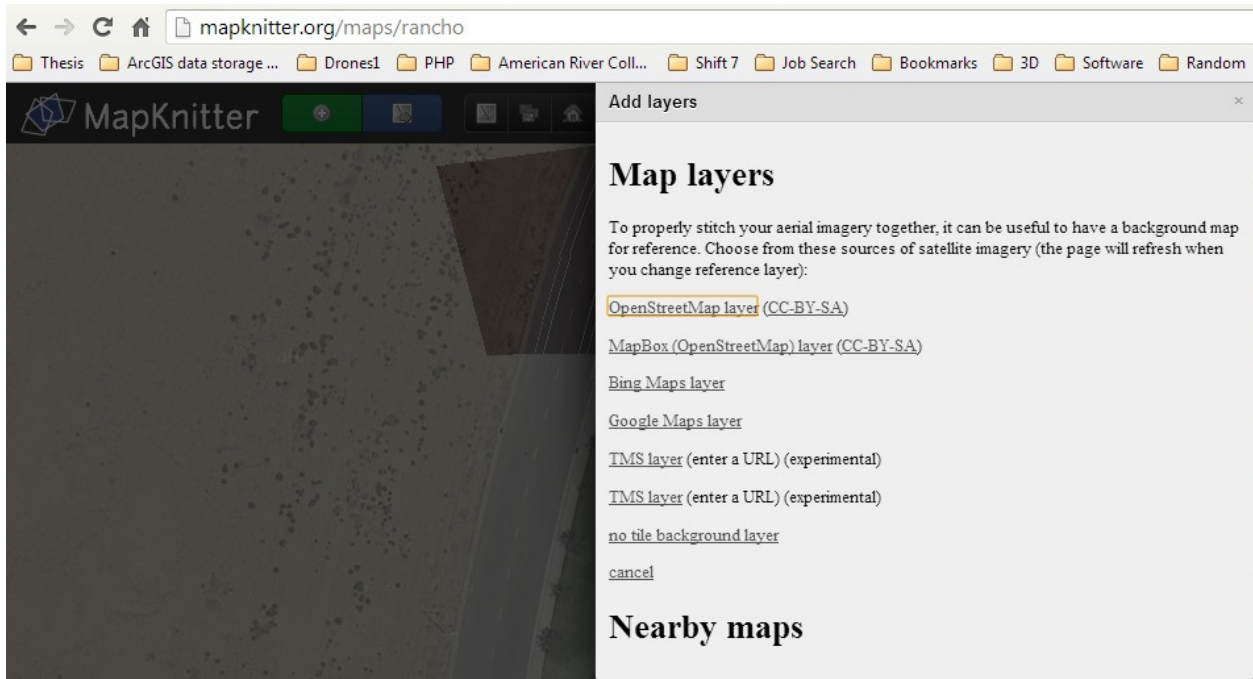 mapknitter.org/maps/rancho
Thesis ArcGIS data storage ... Drones1 PHP American River Coll... Shift 7 Job Search Bookmarks 3D Software Random
MapKnitter
Add layers ×
Map layers
To properly stitch your aerial imagery together, it can be useful to have a background map
for reference. Choose from these sources of satellite imagery (the page will refresh when
you change reference layer):
OpenStreetMap layer (CC-BY-SA)
MapBox (OpenStreetMap) layer (CC-BY-SA)
Bing Maps layer
Google Maps layer
TMS layer (enter a URL) (experimental)
TMS layer (enter a URL) (experimental)
no tile background layer
cancel
Nearby maps